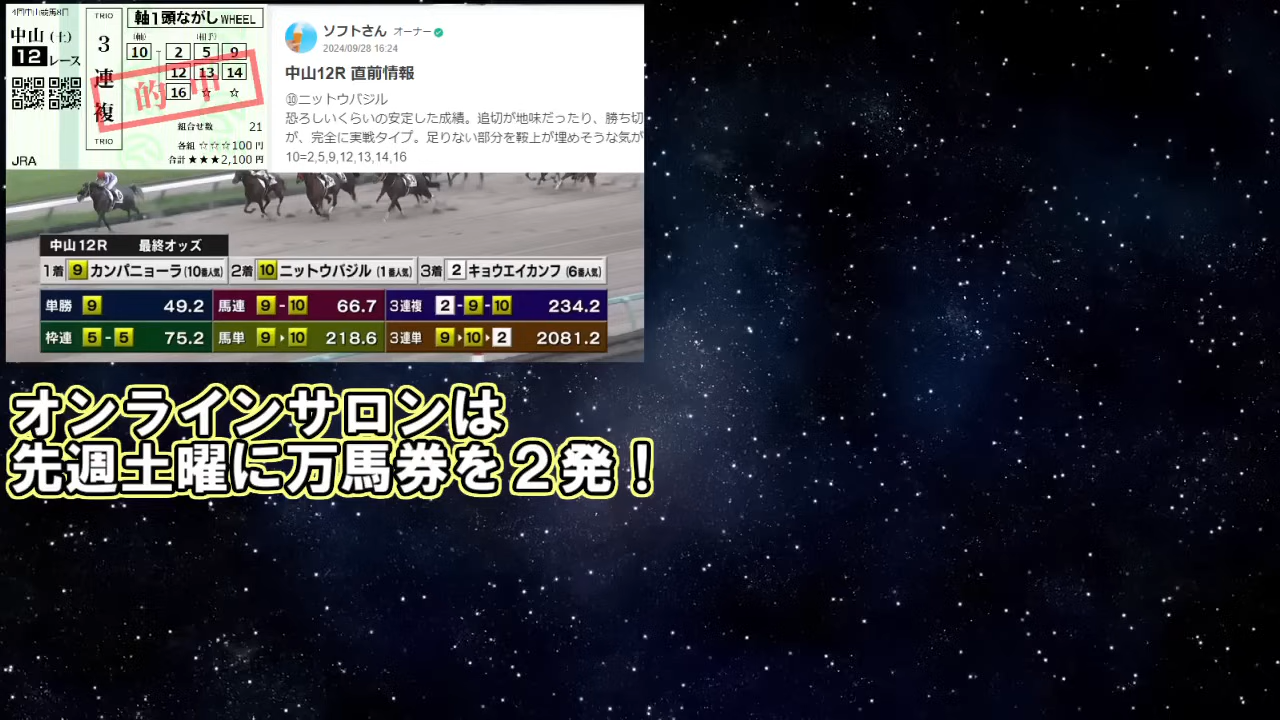 4回中山競馬8日
中山(土)
12レース
JRA
TRIO
3連複
TRIO
軸1頭ながし WHEEL
(軸) (相手)
10 - 2 5 9
12 13 14
16 ☆ ☆
的中
組合せ数 21
各組 ☆☆☆100円
合計 ★★★2,100円
ソフトさん オーナー
2024/09/28 16:24
中山12R 直前情報
⑩ニットウバジル
恐ろしいくらいの安定した成績。追切が地味だったり、勝ち切
が、完全に実戦タイプ。足りない部分を鞍上が埋めそうな気が
10=2,5,9,12,13,14,16
中山12R 最終オッズ
1着 9 カンパニョーラ(10番人気) 2着 10 ニットウバジル(1番人気) 3着 2 キョウエイカンフ(6番人気)
単勝 9 49.2 馬連 9-10 66.7 3連複 2-9-10 234.2
枠連 5-5 75.2 馬単 9▸10 218.6 3連単 9▸10▸2 2081.2
オンラインサロンは
先週土曜に万馬券を２発！